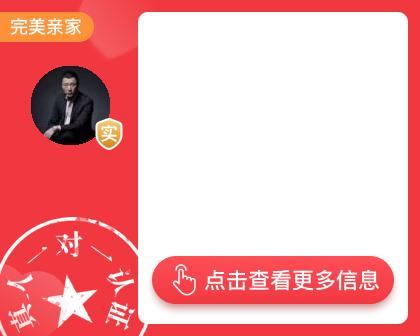 完美亲家
实
一对一
真人认证
点击查看更多信息